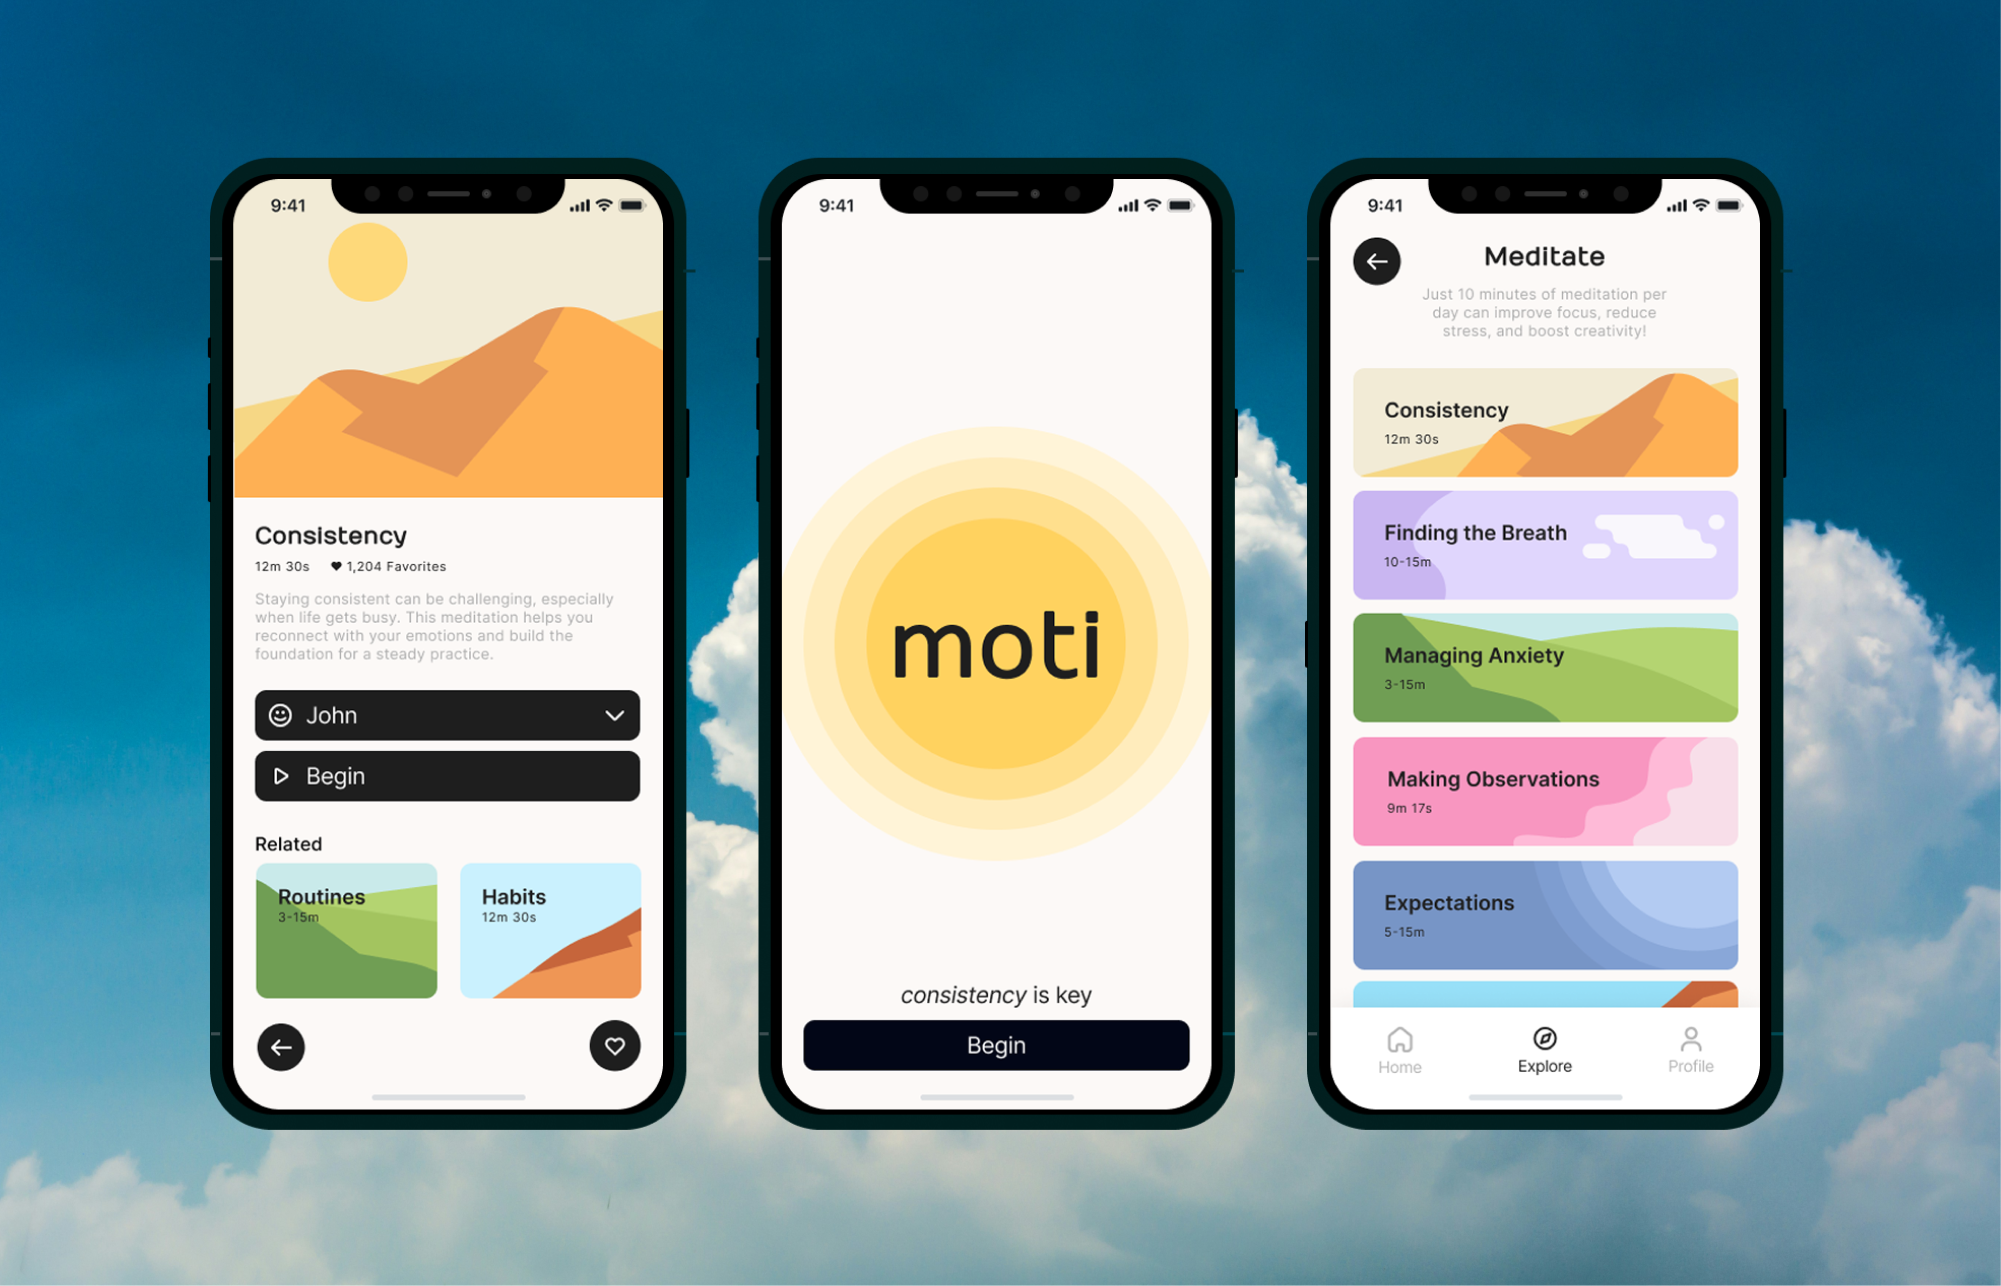 9:41
Consistency
12m 30s
1,204 Favorites
Staying consistent can be challenging, especially
when life gets busy. This meditation helps you
reconnect with your emotions and build the
foundation for a steady practice.
John
Begin
Related
Routines
3-15m
Habits
12m 30s
9:41
moti
consistency is key
Begin
9:41
Meditate
Just 10 minutes of meditation per
day can improve focus, reduce
stress, and boost creativity!
Consistency
12m 30s
Finding the Breath
10-15m
Managing Anxiety
3-15m
Making Observations
9m 17s
Expectations
5-15m
Home
Explore
Profile